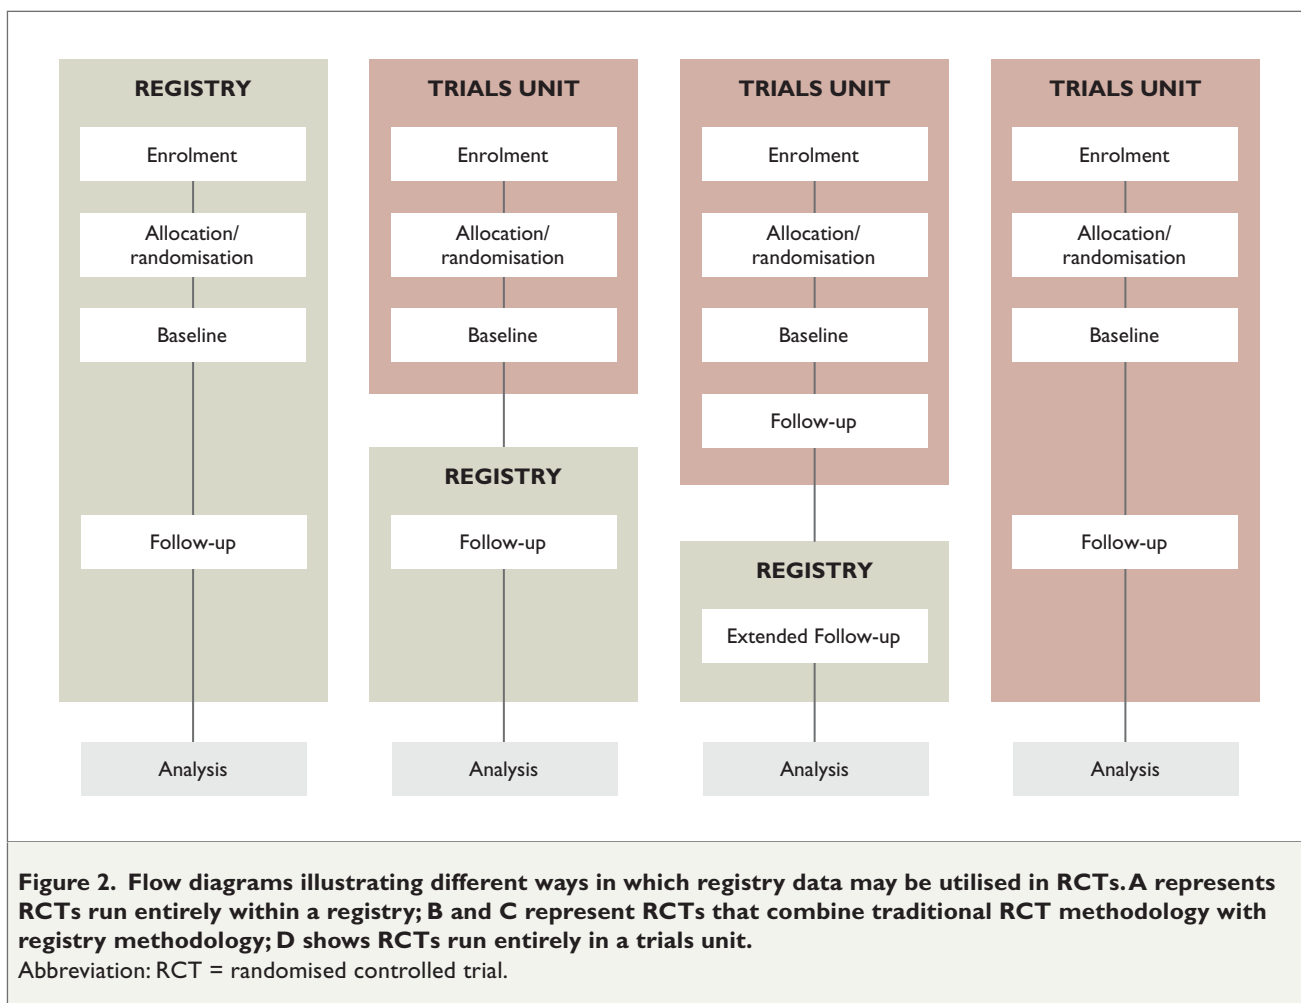 REGISTRY
Enrolment
Allocation/
randomisation
Baseline
Follow-up
Analysis
TRIALS UNIT
Enrolment
Allocation/
randomisation
Baseline
REGISTRY
Follow-up
Analysis
TRIALS UNIT
Enrolment
Allocation/
randomisation
Baseline
Follow-up
REGISTRY
Extended Follow-up
Analysis
TRIALS UNIT
Enrolment
Allocation/
randomisation
Baseline
Follow-up
Analysis
Figure 2. Flow diagrams illustrating different ways in which registry data may be utilised in RCTs. A represents
RCTs run entirely within a registry; B and C represent RCTs that combine traditional RCT methodology with
registry methodology; D shows RCTs run entirely in a trials unit.
Abbreviation: RCT = randomised controlled trial.